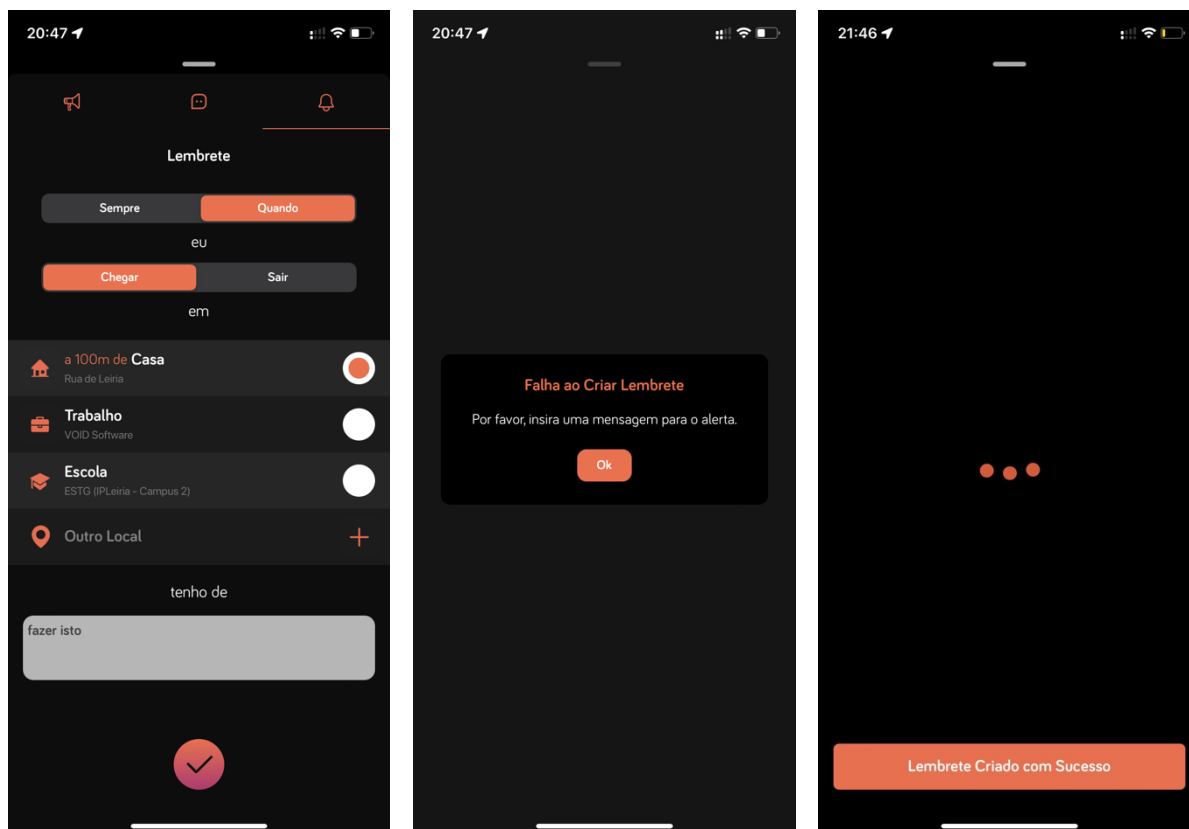 20:47
Lembrete
Sempre Quando
eu
Chegar Sair
em
a 100m de Casa
Rua de Leiria
Trabalho
VOID Software
Escola
ESTG (IPLeiria - Campus 2)
Outro Local
tenho de
fazer isto
20:47
Falha ao Criar Lembrete
Por favor, insira uma mensagem para o alerta.
Ok
21:46
Lembrete Criado com Sucesso